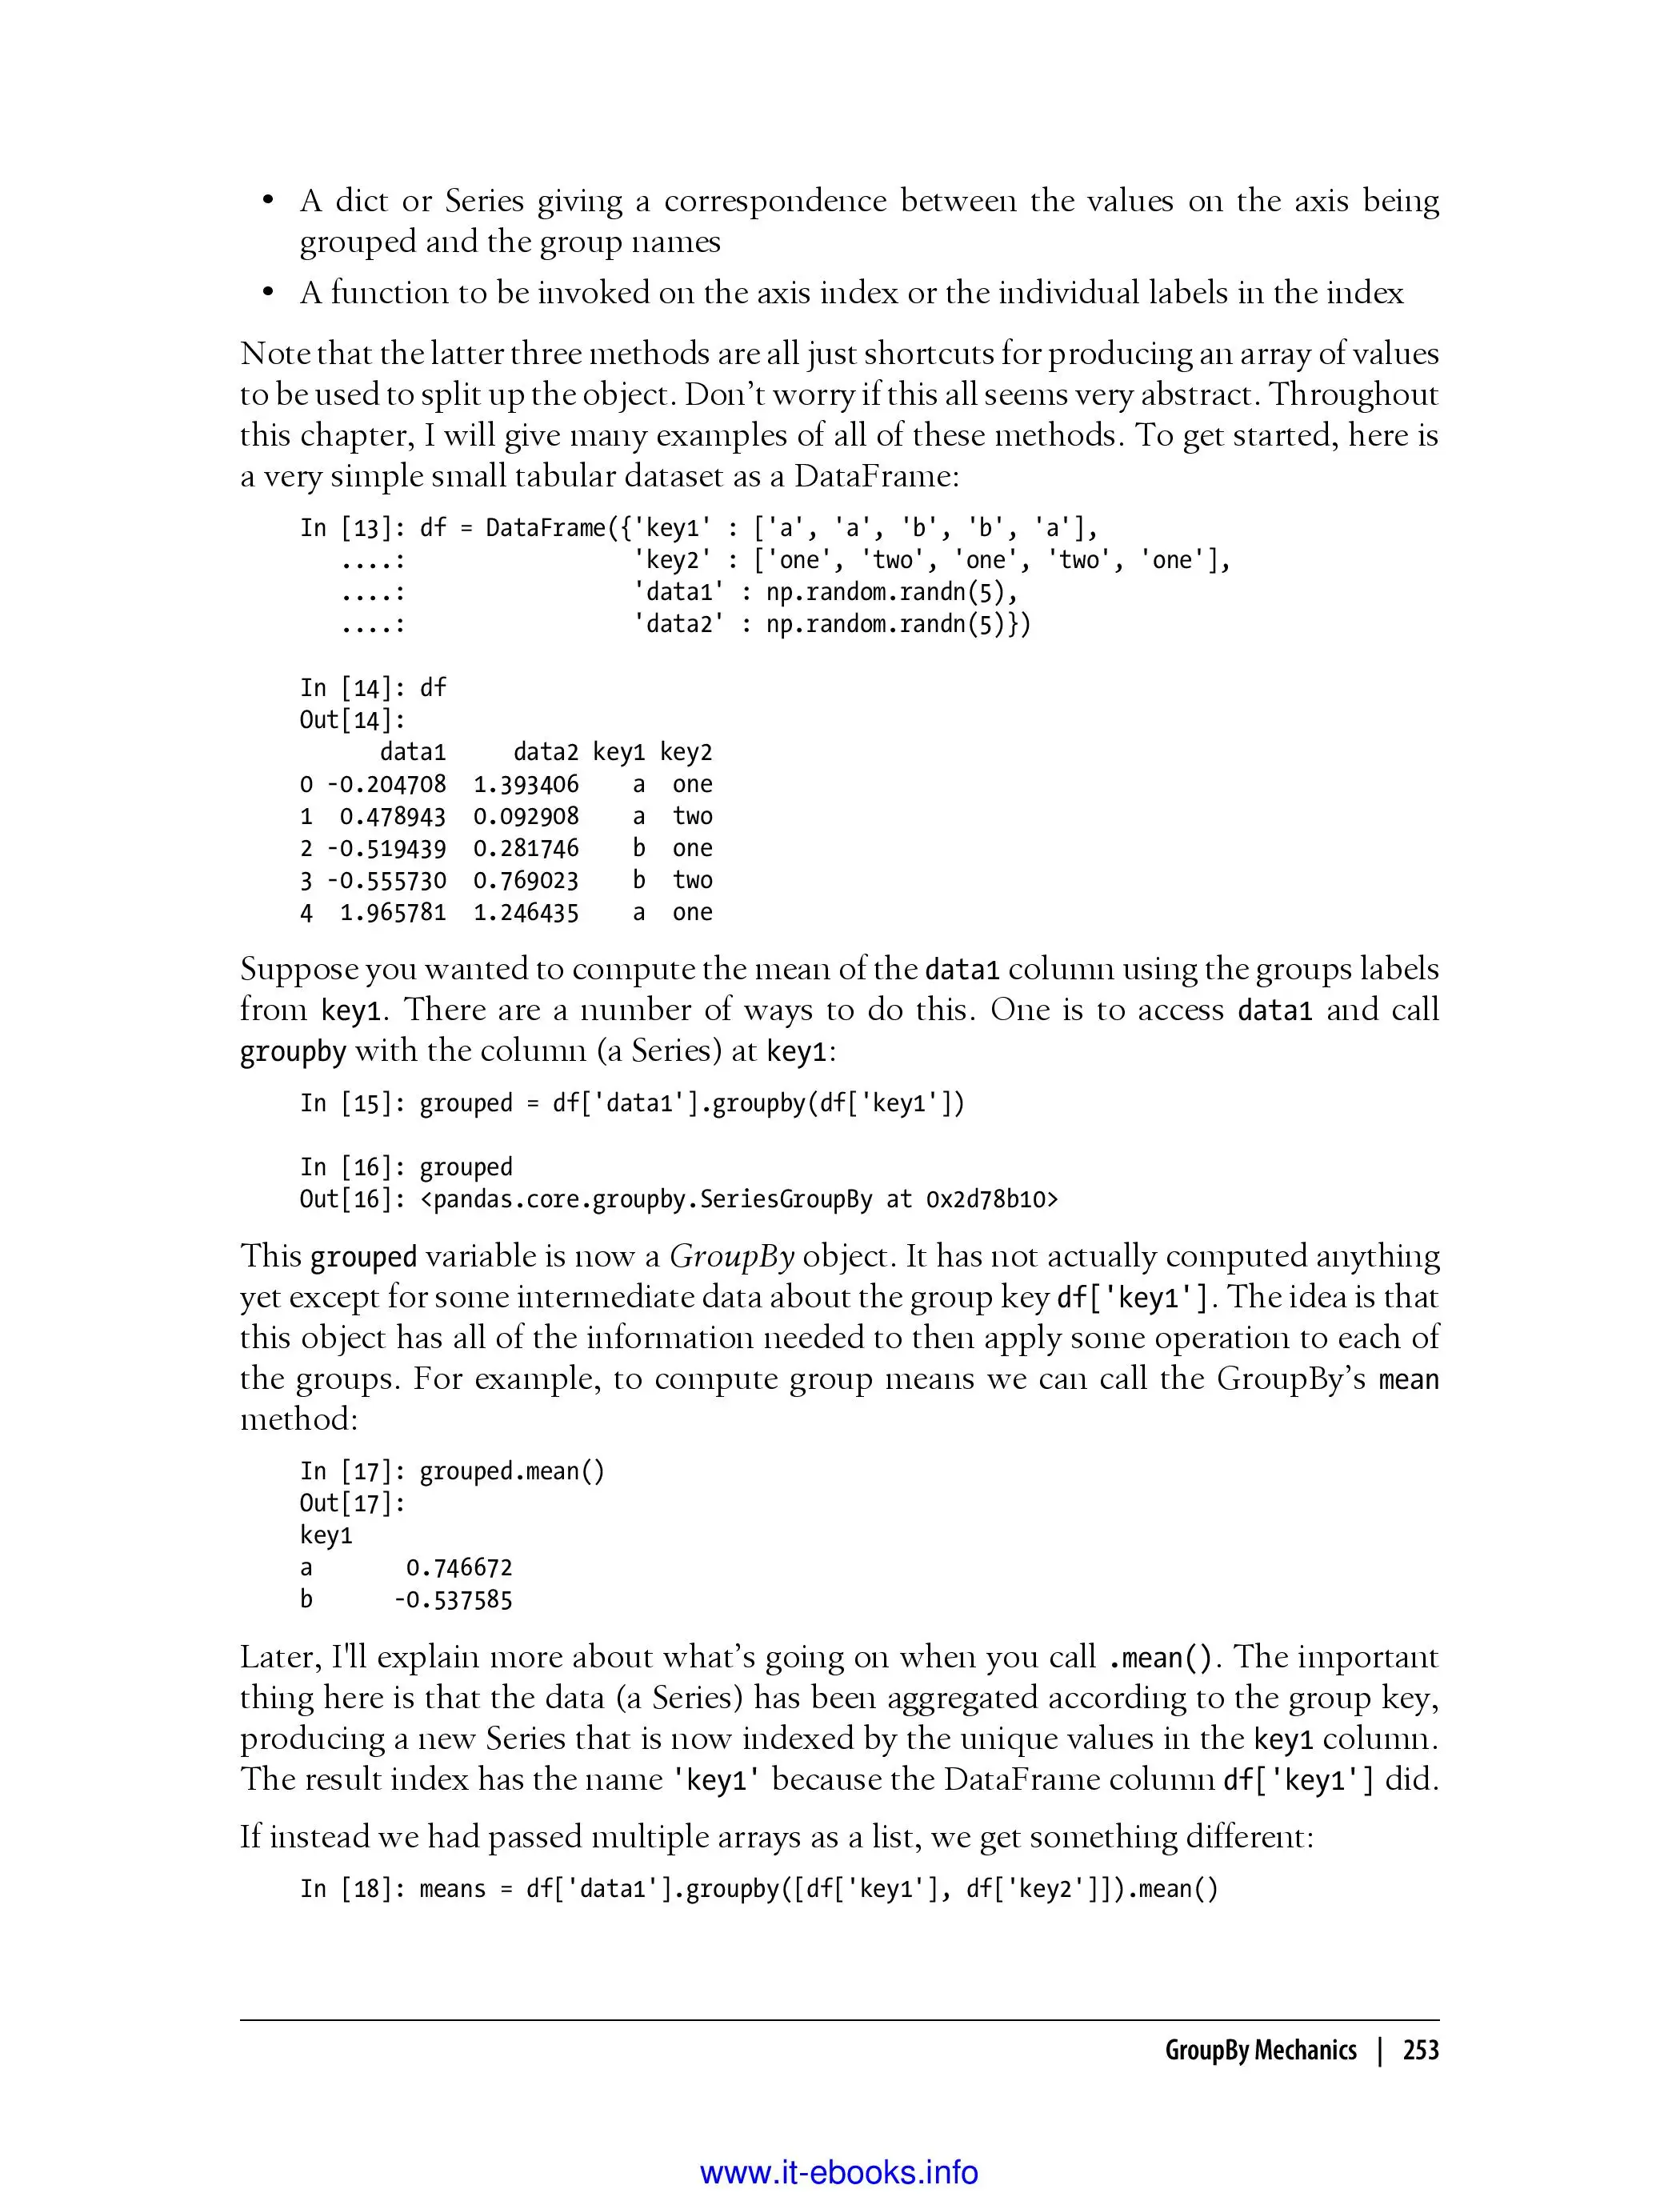 • A dict or Series giving a correspondence between the values on the axis being
grouped and the group names
• A function to be invoked on the axis index or the individual labels in the index
Note that the latter three methods are all just shortcuts for producing an array of values
to be used to split up the object. Don’t worry if this all seems very abstract. Throughout
this chapter, I will give many examples of all of these methods. To get started, here is
a very simple small tabular dataset as a DataFrame:
In [13]: df = DataFrame({'key1' : ['a', 'a', 'b', 'b', 'a'],
   ....:                 'key2' : ['one', 'two', 'one', 'two', 'one'],
   ....:                 'data1' : np.random.randn(5),
   ....:                 'data2' : np.random.randn(5)})
In [14]: df
Out[14]:
      data1     data2 key1 key2
0 -0.204708  1.393406    a  one
1  0.478943  0.092908    a  two
2 -0.519439  0.281746    b  one
3 -0.555730  0.769023    b  two
4  1.965781  1.246435    a  one
Suppose you wanted to compute the mean of the data1 column using the groups labels
from key1. There are a number of ways to do this. One is to access data1 and call
groupby with the column (a Series) at key1:
In [15]: grouped = df['data1'].groupby(df['key1'])
In [16]: grouped
Out[16]: <pandas.core.groupby.SeriesGroupBy at 0x2d78b10>
This grouped variable is now a GroupBy object. It has not actually computed anything
yet except for some intermediate data about the group key df['key1']. The idea is that
this object has all of the information needed to then apply some operation to each of
the groups. For example, to compute group means we can call the GroupBy’s mean
method:
In [17]: grouped.mean()
Out[17]:
key1
a       0.746672
b      -0.537585
Later, I'll explain more about what’s going on when you call .mean(). The important
thing here is that the data (a Series) has been aggregated according to the group key,
producing a new Series that is now indexed by the unique values in the key1 column.
The result index has the name 'key1' because the DataFrame column df['key1'] did.
If instead we had passed multiple arrays as a list, we get something different:
In [18]: means = df['data1'].groupby([df['key1'], df['key2']]).mean()
GroupBy Mechanics | 253
www.it-ebooks.info